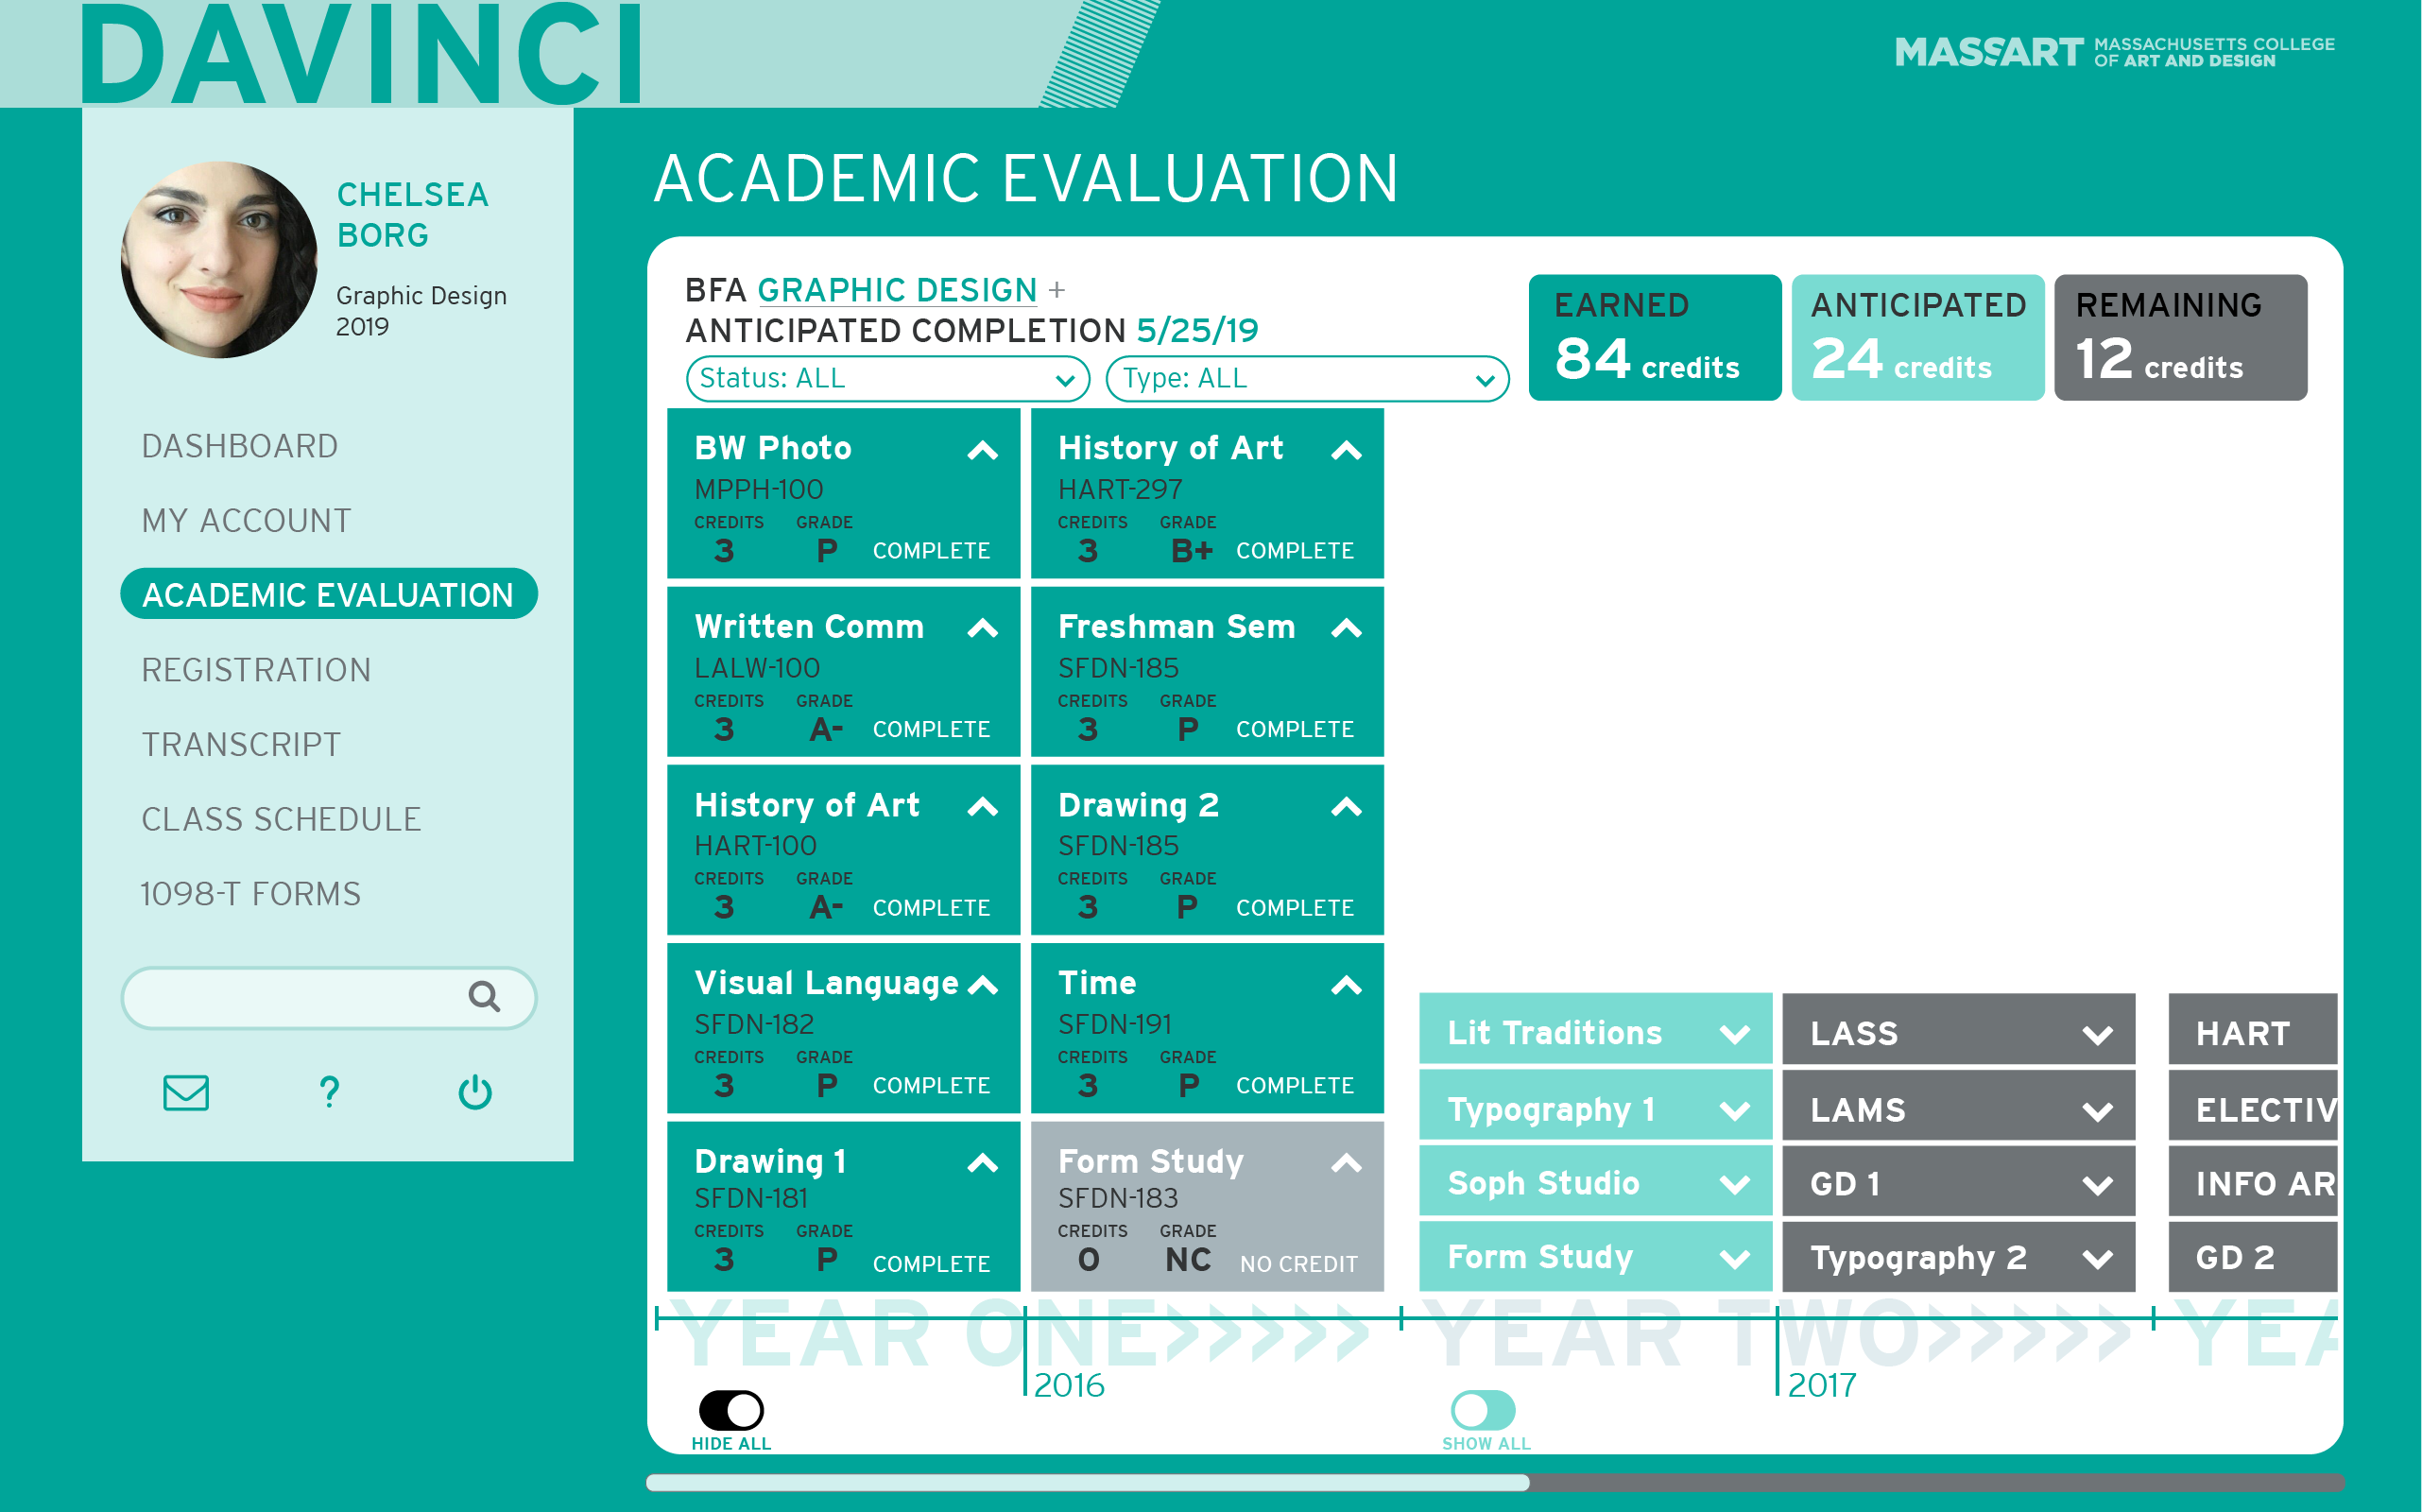 DAVINCI
MASSART MASSACHUSETTS COLLEGE
OF ART AND DESIGN
CHELSEA
BORG
Graphic Design
2019
DASHBOARD
MY ACCOUNT
ACADEMIC EVALUATION
REGISTRATION
TRANSCRIPT
CLASS SCHEDULE
1098-T FORMS
?
ACADEMIC EVALUATION
BFA GRAPHIC DESIGN +
ANTICIPATED COMPLETION 5/25/19
Status: ALL
Type: ALL
EARNED
84 credits
ANTICIPATED
24 credits
REMAINING
12 credits
BW Photo
MPPH-100
CREDITS GRADE
3 P COMPLETE
Written Comm
LALW-100
CREDITS GRADE
3 A- COMPLETE
History of Art
HART-100
CREDITS GRADE
3 A- COMPLETE
Visual Language
SFDN-182
CREDITS GRADE
3 P COMPLETE
Drawing 1
SFDN-181
CREDITS GRADE
3 P COMPLETE
History of Art
HART-297
CREDITS GRADE
3 B+ COMPLETE
Freshman Sem
SFDN-185
CREDITS GRADE
3 P COMPLETE
Drawing 2
SFDN-185
CREDITS GRADE
3 P COMPLETE
Time
SFDN-191
CREDITS GRADE
3 P COMPLETE
Form Study
SFDN-183
CREDITS GRADE
0 NC NO CREDIT
Lit Traditions
Typography 1
Soph Studio
Form Study
LASS
LAMS
GD 1
Typography 2
HART
ELECTIV
INFO AR
GD 2
YEAR ONE>>>>>
YEAR TWO>>>>>
YEA
2016
2017
HIDE ALL
SHOW ALL